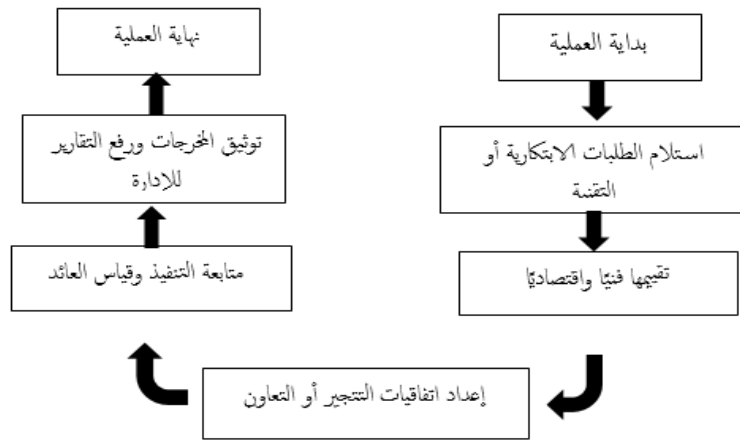 بداية العملية
استلام الطلبات الابتكارية أو
التقنية
تقييمها فنيًا واقتصاديًا
إعداد اتفاقيات التتجير أو التعاون
متابعة التنفيذ وقياس العائد
توثيق المخرجات ورفع التقارير
للإدارة
نهاية العملية